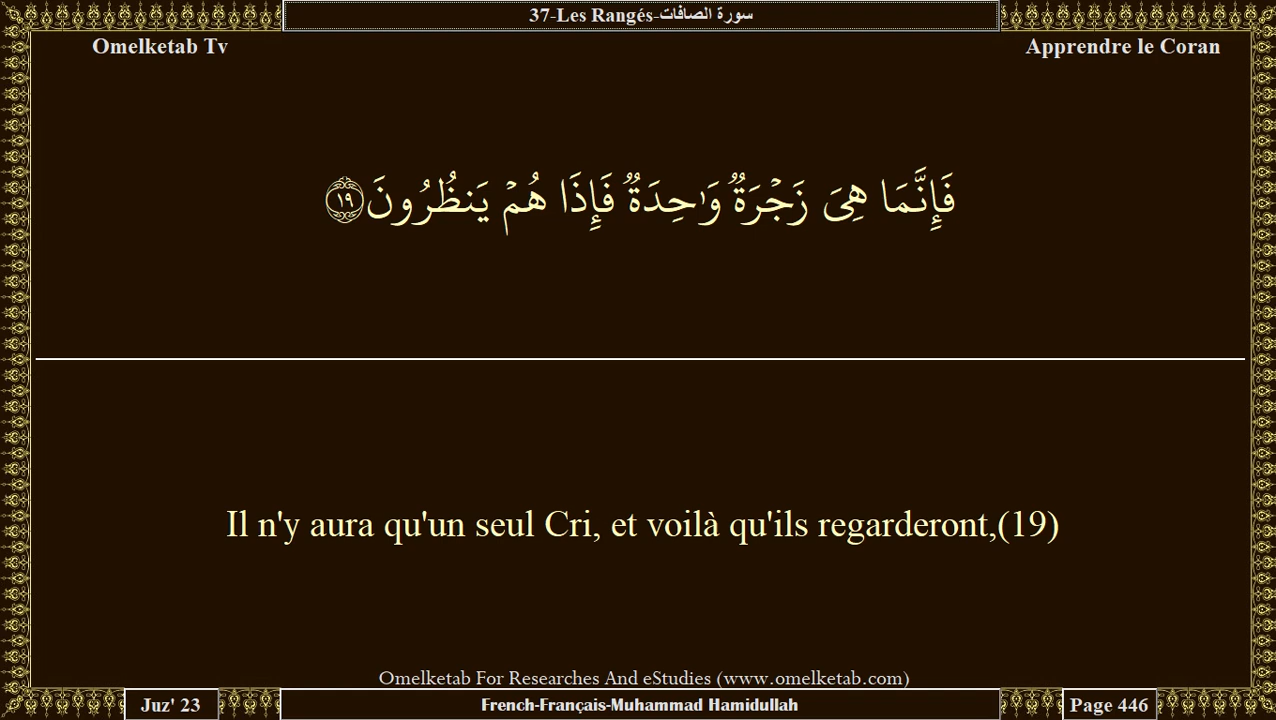 37-Les Rangés-سورة الصافات
Omelketab Tv
Apprendre le Coran
فَإِنَّمَا هِىَ زَجْرَةٌ وَٰحِدَةٌ فَإِذَا هُمْ يَنظُرُونَ ١٩
Il n'y aura qu'un seul Cri, et voilà qu'ils regarderont,(19)
Omelketab For Researches And eStudies (www.omelketab.com)
Juz' 23
French-Français-Muhammad Hamidullah
Page 446